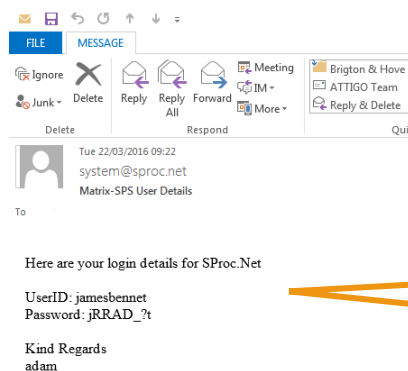 FILE MESSAGE
Ignore
Junk
Delete
Reply
Reply All
Forward
Meeting
IM
More
Brigton & Hove
ATTIGO Team
Reply & Delete
Delete Respond Qui
Tue 22/03/2016 09:22
system@sproc.net
Matrix-SPS User Details
To
Here are your login details for SProc.Net
UserID: jamesbennet
Password: jRRAD_?t
Kind Regards
adam